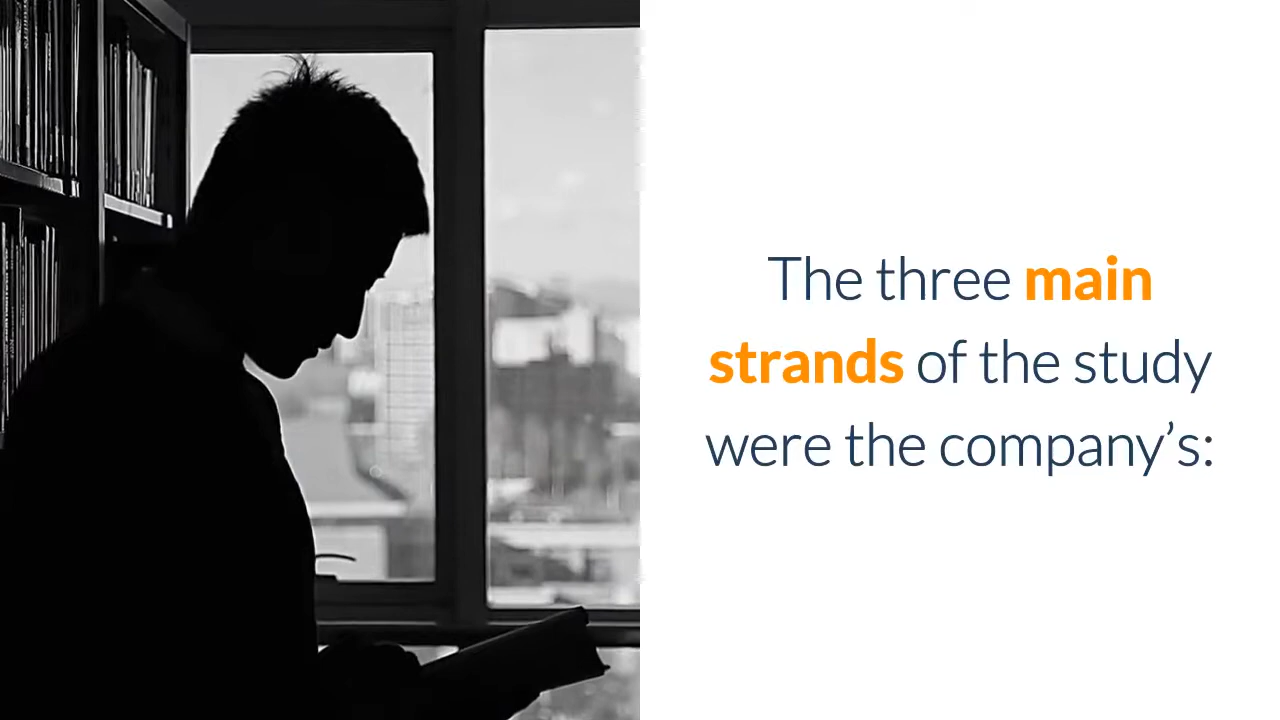 The three main
strands of the study
were the company’s: